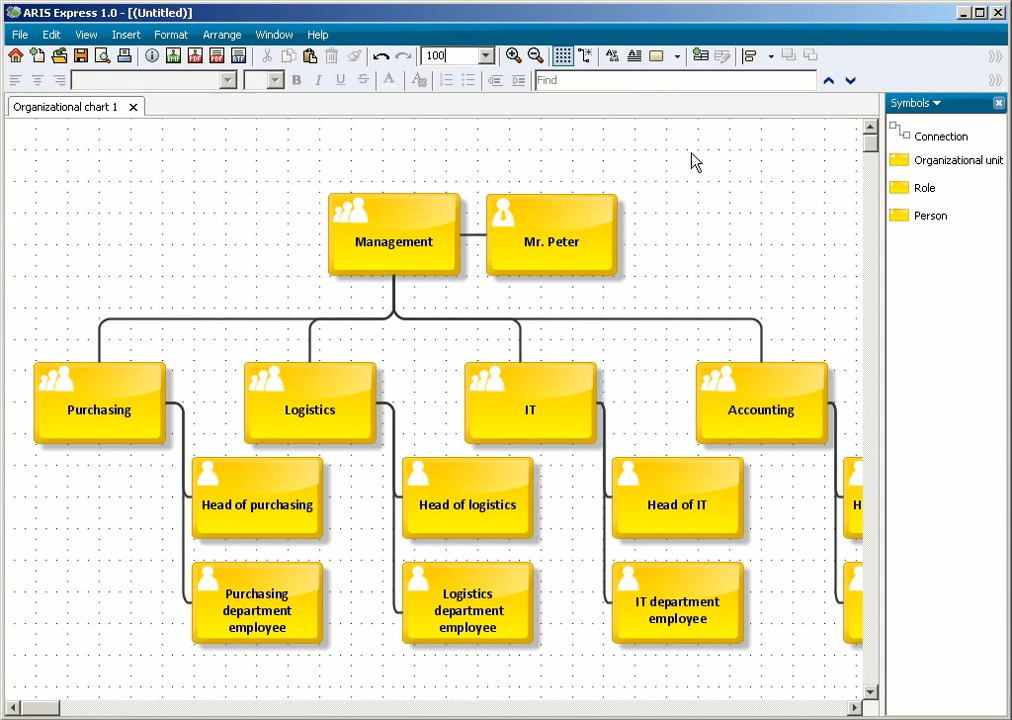 ARIS Express 1.0 - [(Untitled)]
File Edit View Insert Format Arrange Window Help
100
Find
Organizational chart 1
Symbols
Connection
Organizational unit
Role
Person
Management
Mr. Peter
Purchasing
Logistics
IT
Accounting
Head of purchasing
Head of logistics
Head of IT
H
Purchasing
department
employee
Logistics
department
employee
IT department
employee